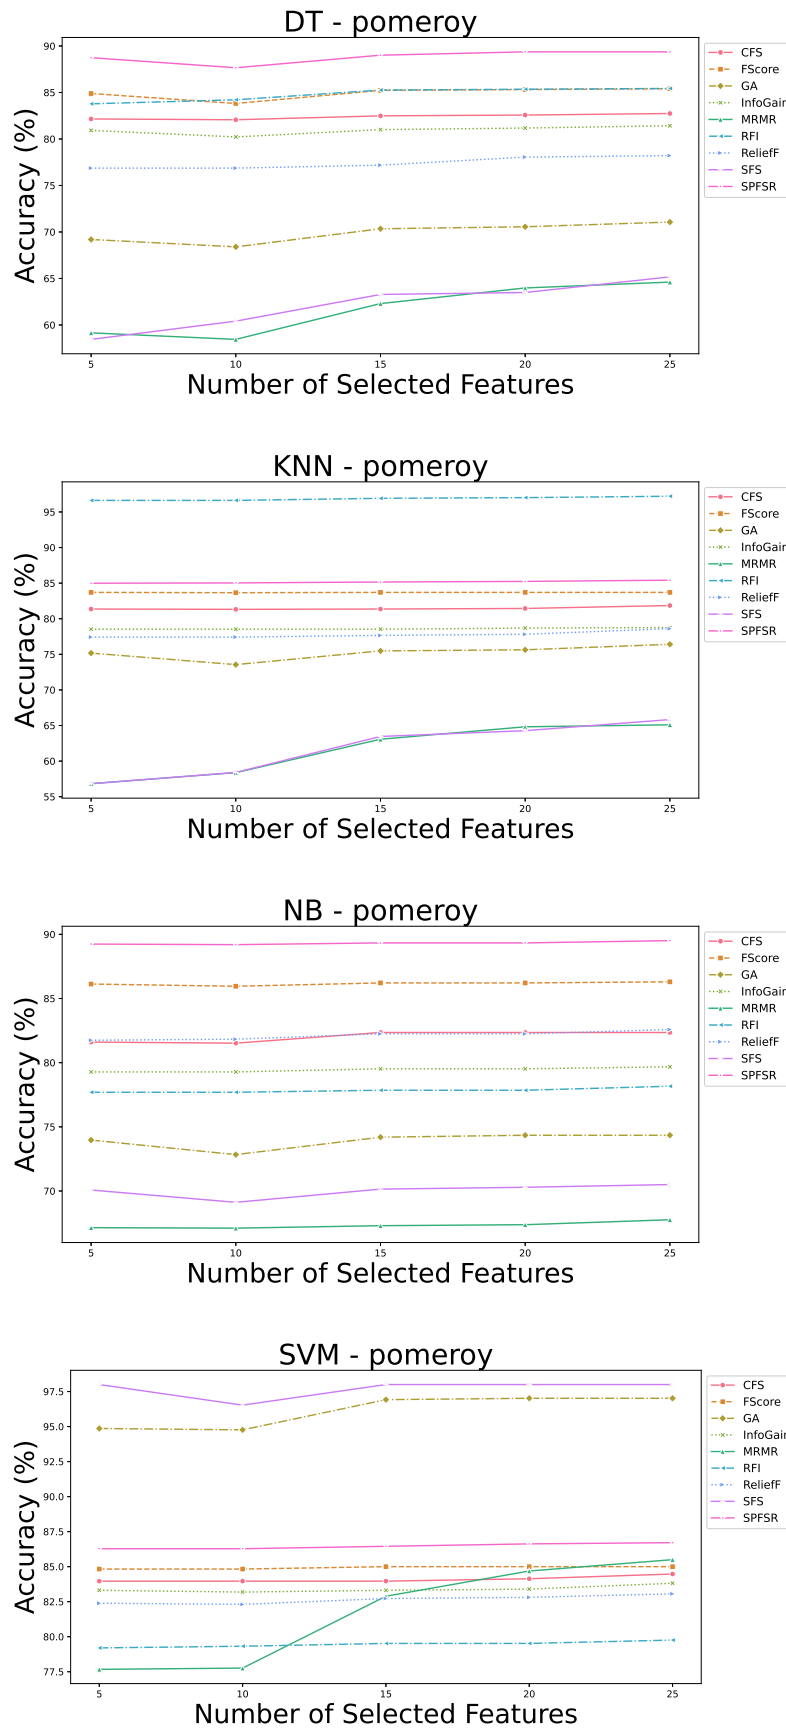 DT - pomeroy
Accuracy (%)
90
85
80
75
70
65
60
5 10 15 20 25
Number of Selected Features
CFS
FScore
GA
InfoGain
MRMR
RFI
ReliefF
SFS
SPFSR
KNN - pomeroy
Accuracy (%)
95
90
85
80
75
70
65
60
55
5 10 15 20 25
Number of Selected Features
CFS
FScore
GA
InfoGain
MRMR
RFI
ReliefF
SFS
SPFSR
NB - pomeroy
Accuracy (%)
90
85
80
75
70
5 10 15 20 25
Number of Selected Features
CFS
FScore
GA
InfoGain
MRMR
RFI
ReliefF
SFS
SPFSR
SVM - pomeroy
Accuracy (%)
97.5
95.0
92.5
90.0
87.5
85.0
82.5
80.0
77.5
5 10 15 20 25
Number of Selected Features
CFS
FScore
GA
InfoGain
MRMR
RFI
ReliefF
SFS
SPFSR